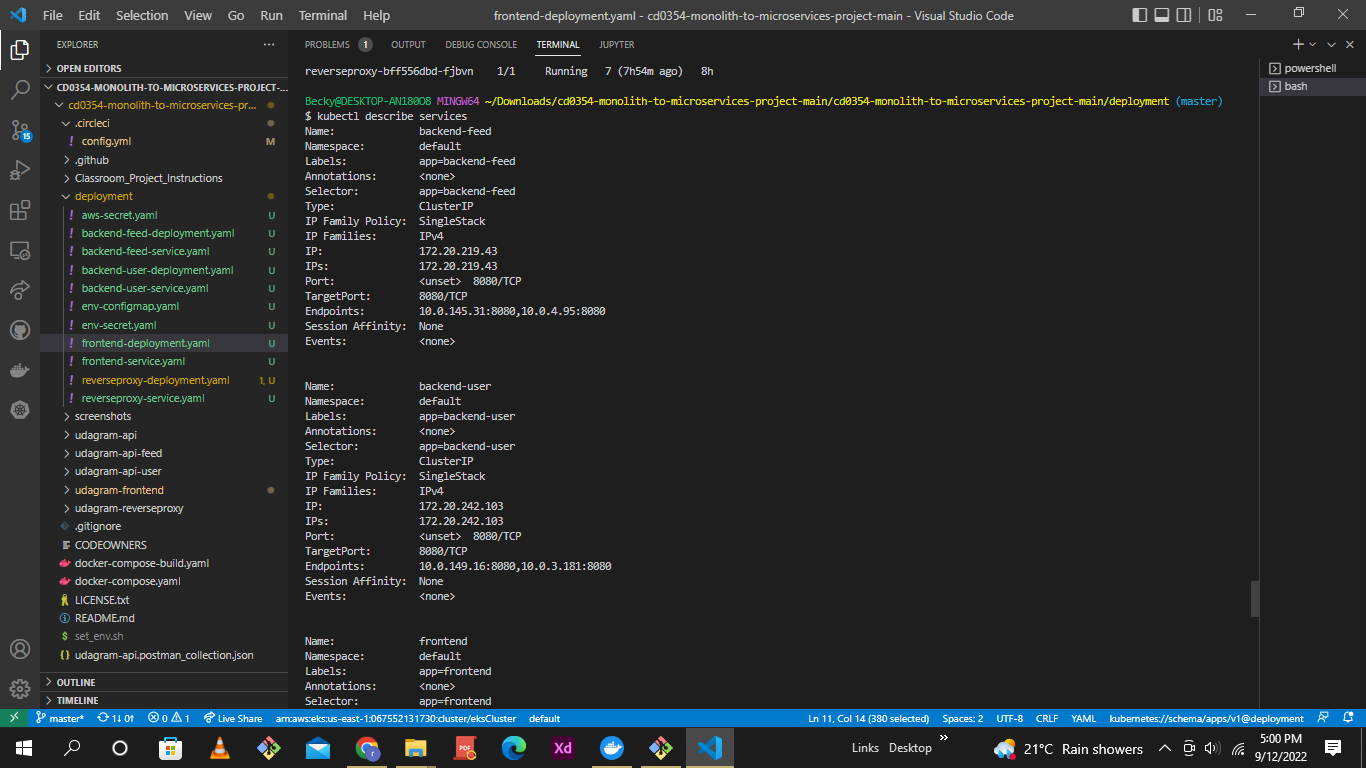 File Edit Selection View Go Run Terminal Help frontend-deployment.yaml - cd0354-monolith-to-microservices-project-main - Visual Studio Code
EXPLORER
OPEN EDITORS
CD0354-MONOLITH-TO-MICROSERVICES-PROJECT-...
cd0354-monolith-to-microservices-pr...
.circleci
! config.yml M
.github
Classroom_Project_Instructions
deployment
! aws-secret.yaml U
! backend-feed-deployment.yaml U
! backend-feed-service.yaml U
! backend-user-deployment.yaml U
! backend-user-service.yaml U
! env-configmap.yaml U
! env-secret.yaml U
! frontend-deployment.yaml U
! frontend-service.yaml U
! reverseproxy-deployment.yaml 1, U
! reverseproxy-service.yaml U
screenshots
udagram-api
udagram-api-feed
udagram-api-user
udagram-frontend
udagram-reverseproxy
.gitignore
CODEOWNERS
docker-compose-build.yaml
docker-compose.yaml
LICENSE.txt
README.md
$ set_env.sh
{} udagram-api.postman_collection.json
OUTLINE
TIMELINE
15
PROBLEMS 1 OUTPUT DEBUG CONSOLE TERMINAL JUPYTER
powershell
bash
reverseproxy-bff556dbd-fjbvn 1/1 Running 7 (7h54m ago) 8h
Becky@DESKTOP-AN180O8 MINGW64 ~/Downloads/cd0354-monolith-to-microservices-project-main/cd0354-monolith-to-microservices-project-main/deployment (master)
$ kubectl describe services
Name: backend-feed
Namespace: default
Labels: app=backend-feed
Annotations: <none>
Selector: app=backend-feed
Type: ClusterIP
IP Family Policy: SingleStack
IP Families: IPv4
IP: 172.20.219.43
IPs: 172.20.219.43
Port: <unset> 8080/TCP
TargetPort: 8080/TCP
Endpoints: 10.0.145.31:8080,10.0.4.95:8080
Session Affinity: None
Events: <none>
Name: backend-user
Namespace: default
Labels: app=backend-user
Annotations: <none>
Selector: app=backend-user
Type: ClusterIP
IP Family Policy: SingleStack
IP Families: IPv4
IP: 172.20.242.103
IPs: 172.20.242.103
Port: <unset> 8080/TCP
TargetPort: 8080/TCP
Endpoints: 10.0.149.16:8080,10.0.3.181:8080
Session Affinity: None
Events: <none>
Name: frontend
Namespace: default
Labels: app=frontend
Annotations: <none>
Selector: app=frontend
master* 1↓ 0↑ 0 1 Live Share arn:aws:eks:us-east-1:067552131730:cluster/eksCluster default Ln 11, Col 14 (380 selected) Spaces: 2 UTF-8 CRLF YAML kubernetes://schema/apps/v1@deployment
PDF Xd Links Desktop » 21°C Rain showers 5:00 PM
9/12/2022